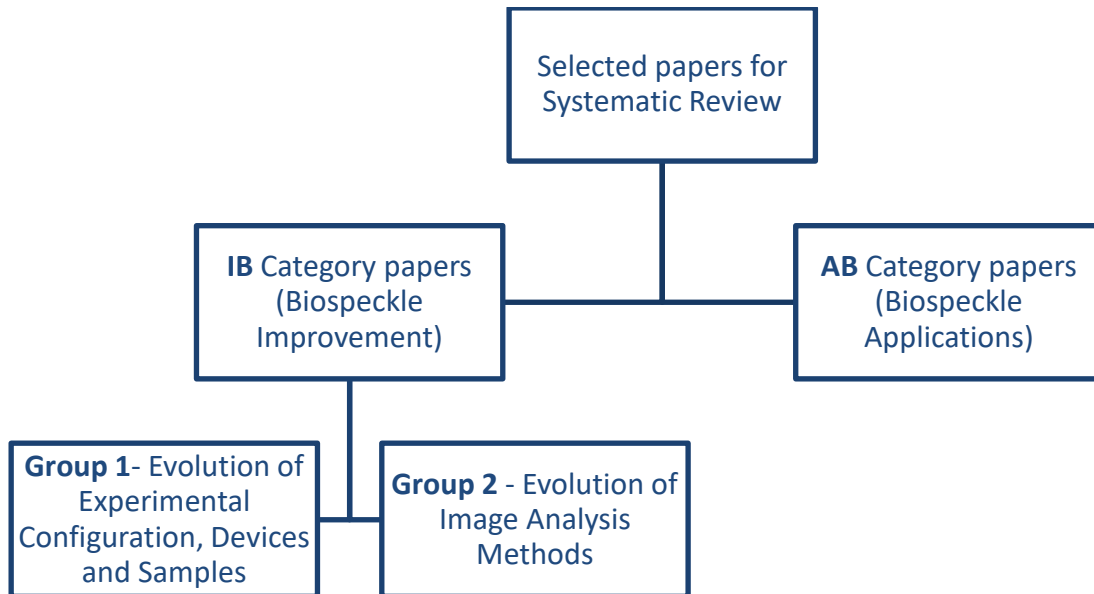 Selected papers for
Systematic Review
IB Category papers
(Biospeckle
Improvement)
AB Category papers
(Biospeckle
Applications)
Group 1- Evolution of
Experimental
Configuration, Devices
and Samples
Group 2 - Evolution of
Image Analysis
Methods